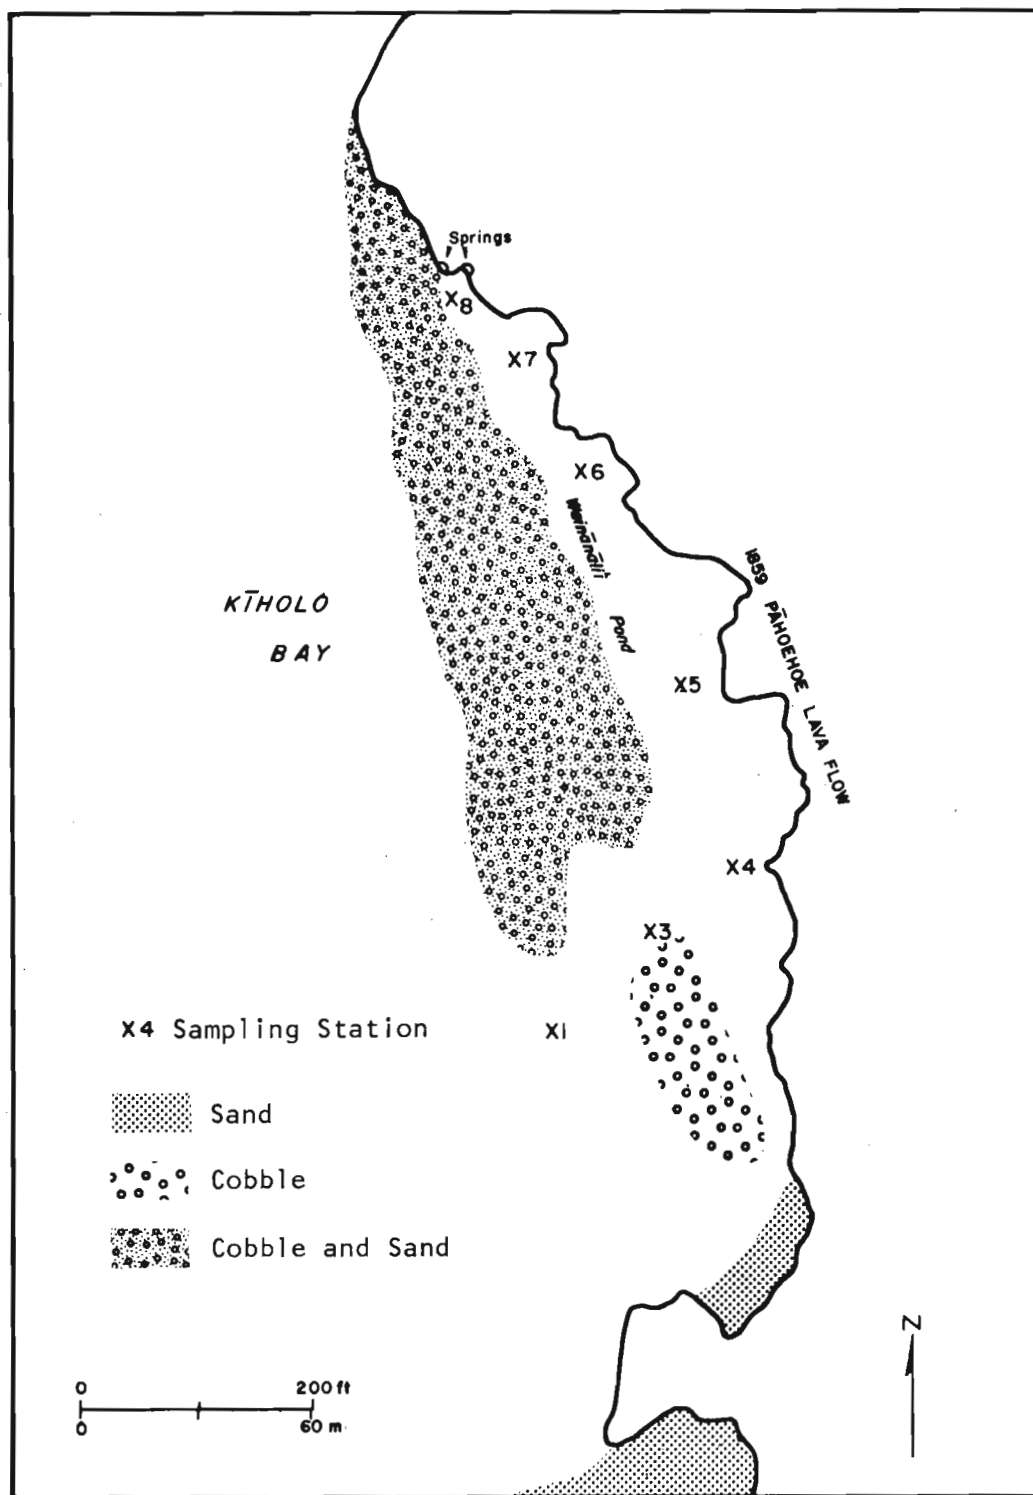 Springs
X8
X7
X6
Wainānāliʻi
Pond
1859 PĀHOEHOE LAVA FLOW
KĪHOLO
BAY
X5
X4
X3
X1
X4 Sampling Station
Sand
Cobble
Cobble and Sand
N
0 200 ft
0 60 m